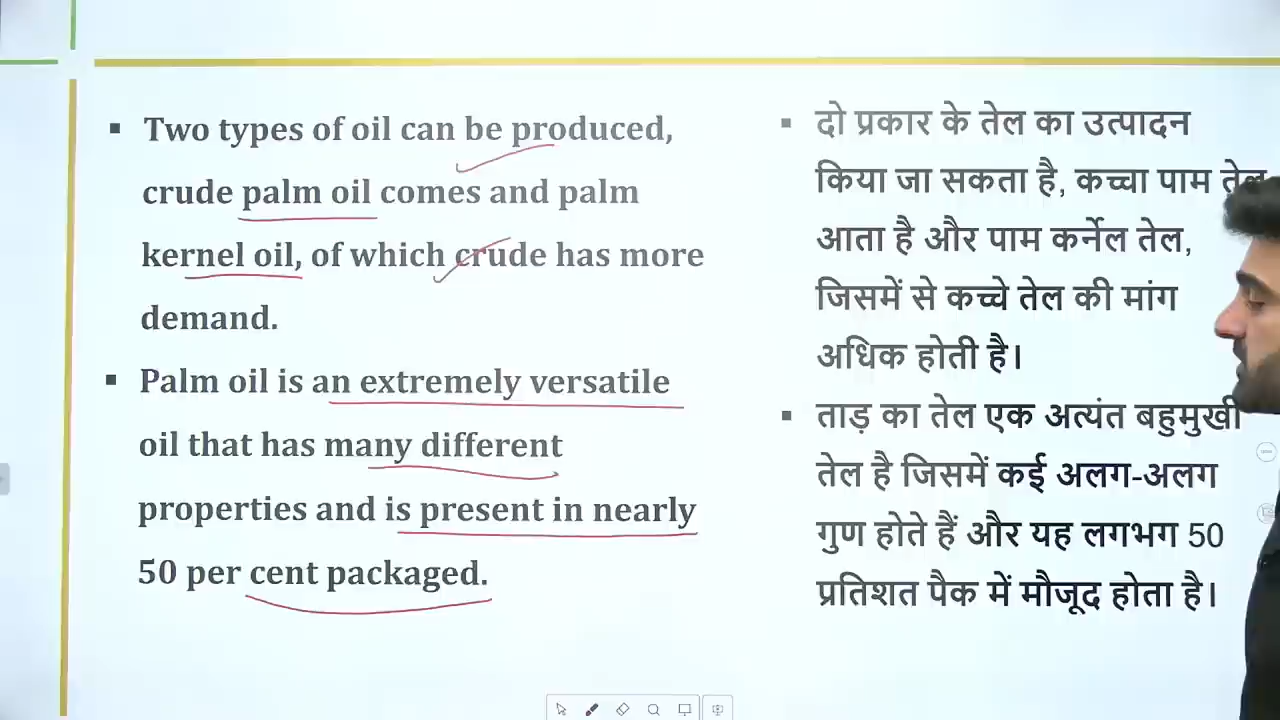 ▪ Two types of oil can be produced,
crude palm oil comes and palm
kernel oil, of which crude has more
demand.
▪ Palm oil is an extremely versatile
oil that has many different
properties and is present in nearly
50 per cent packaged.
▪ दो प्रकार के तेल का उत्पादन
किया जा सकता है, कच्चा पाम तेल
आता है और पाम कर्नेल तेल,
जिसमें से कच्चे तेल की मांग
अधिक होती है।
▪ ताड़ का तेल एक अत्यंत बहुमुखी
तेल है जिसमें कई अलग-अलग
गुण होते हैं और यह लगभग 50
प्रतिशत पैक में मौजूद होता है।